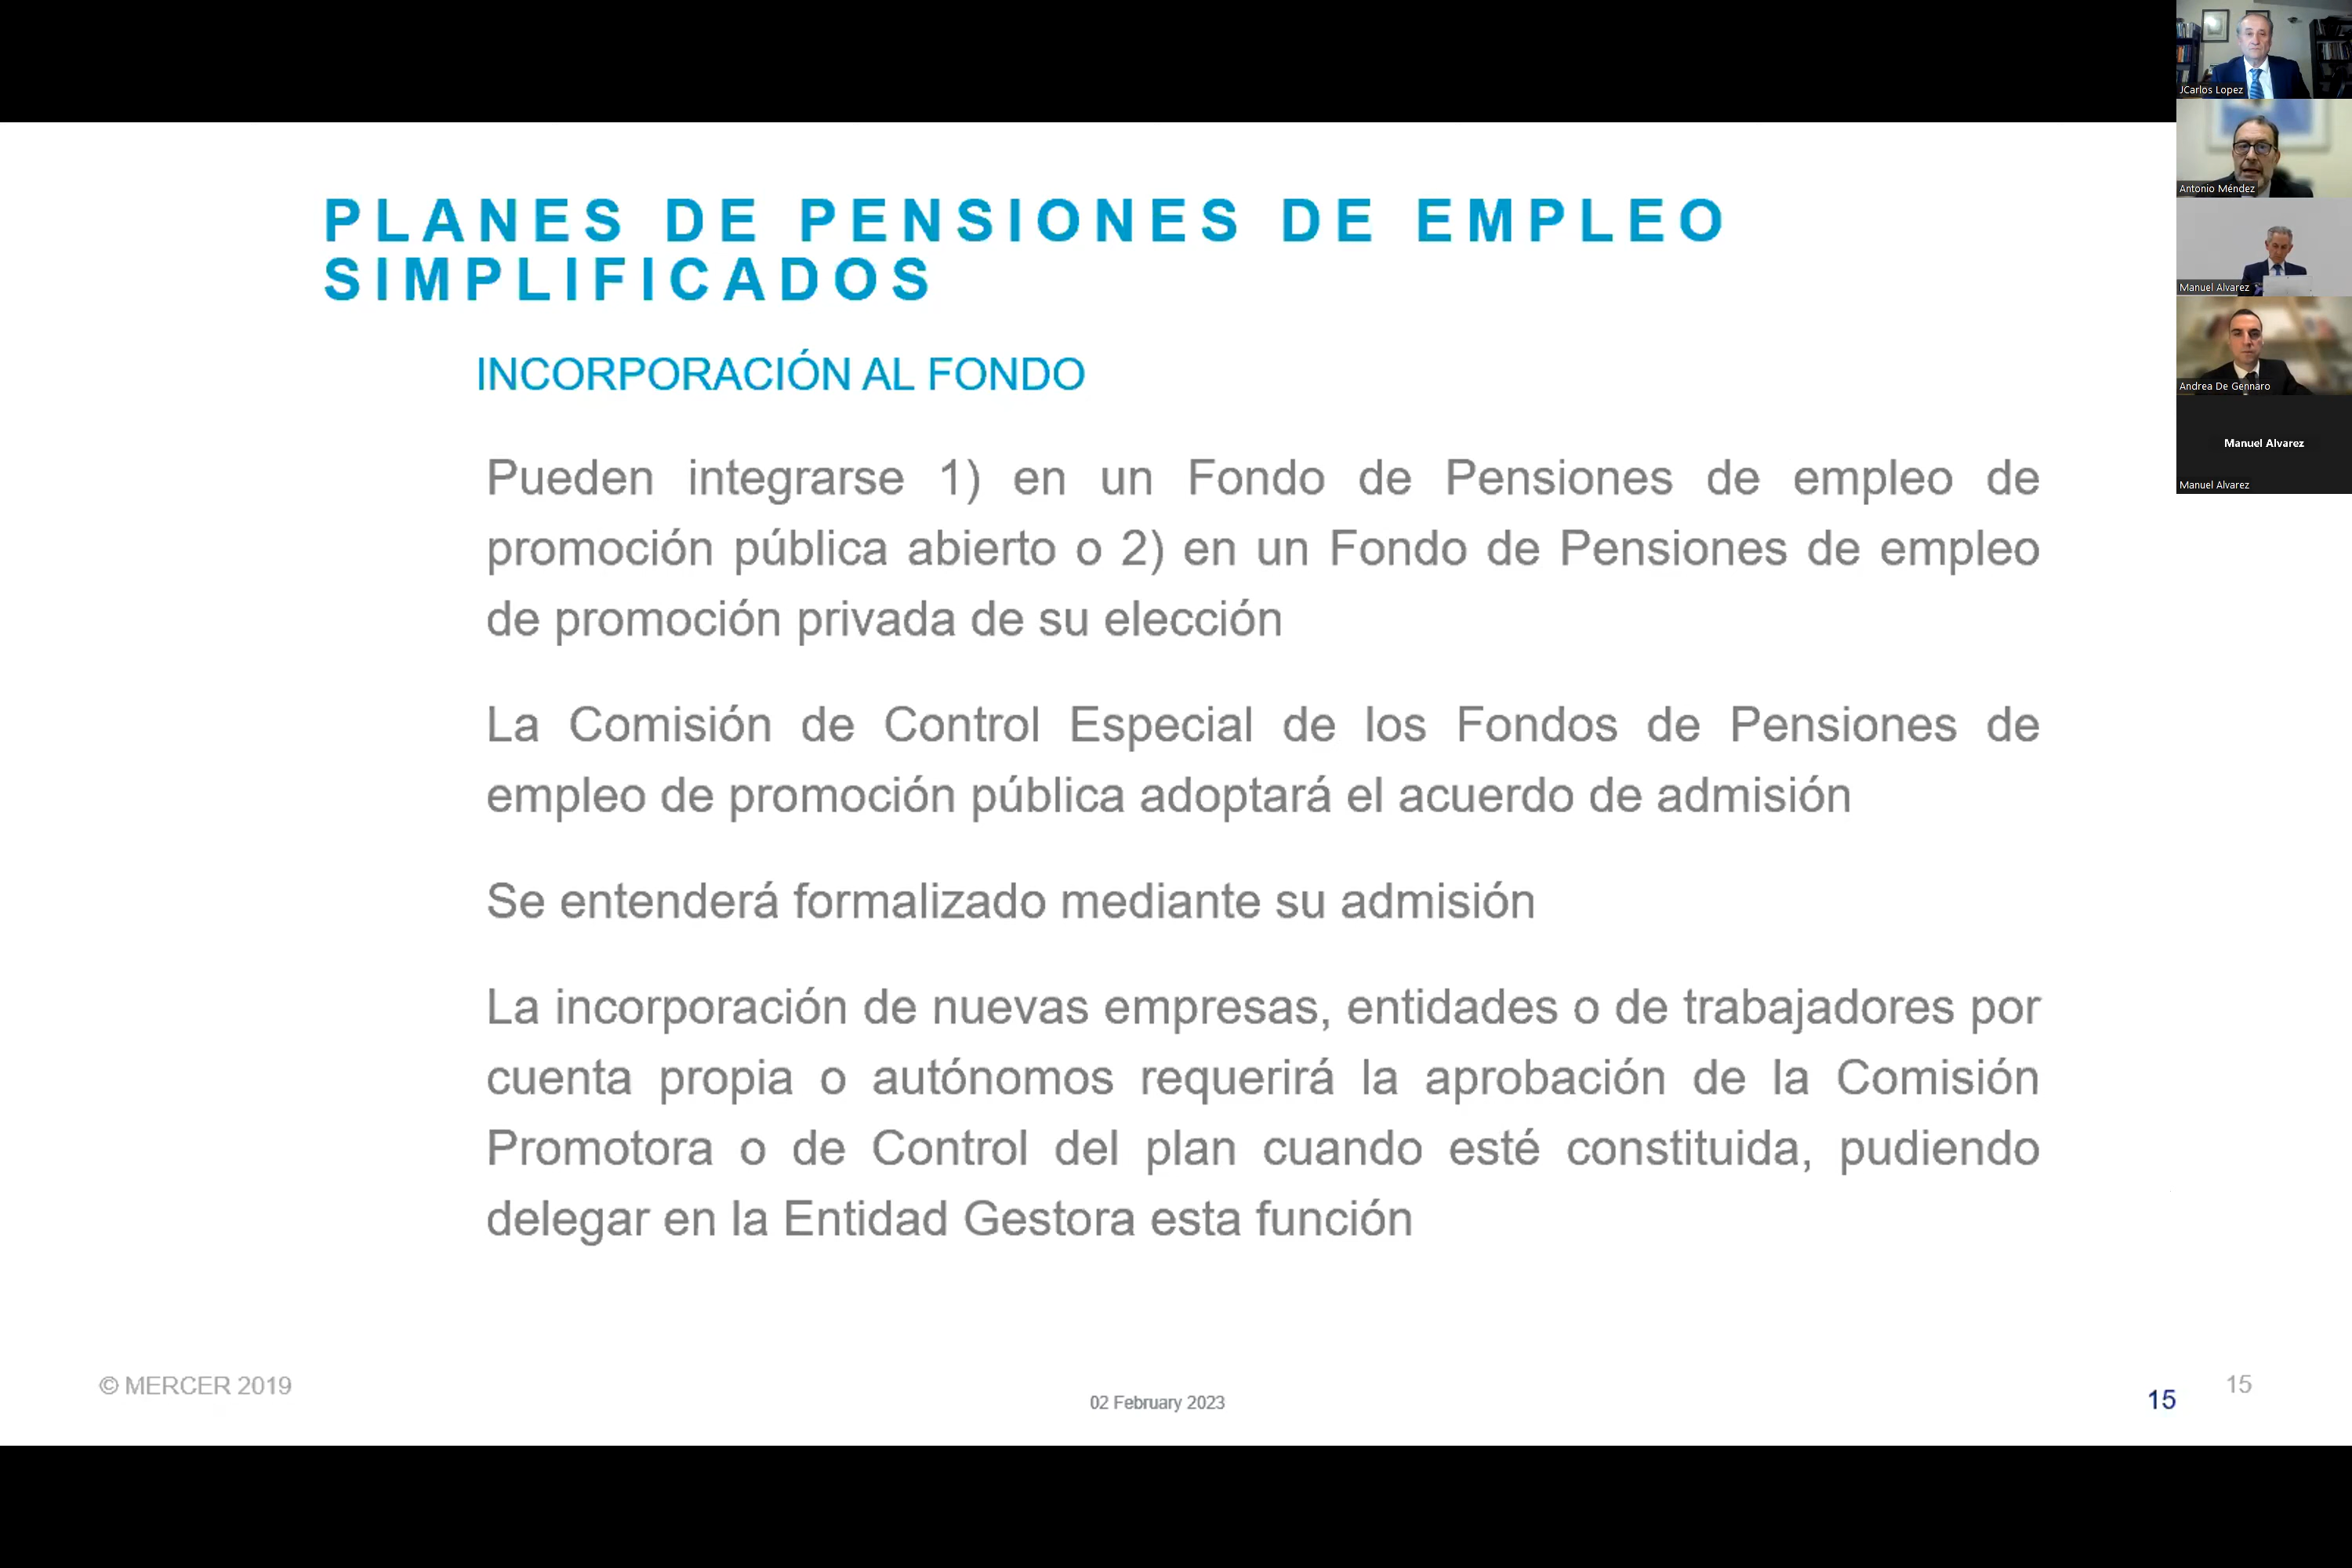 PLANES DE PENSIONES DE EMPLEO
SIMPLIFICADOS
INCORPORACIÓN AL FONDO
Pueden integrarse 1) en un Fondo de Pensiones de empleo de
promoción pública abierto o 2) en un Fondo de Pensiones de empleo
de promoción privada de su elección
La Comisión de Control Especial de los Fondos de Pensiones de
empleo de promoción pública adoptará el acuerdo de admisión
Se entenderá formalizado mediante su admisión
La incorporación de nuevas empresas, entidades o de trabajadores por
cuenta propia o autónomos requerirá la aprobación de la Comisión
Promotora o de Control del plan cuando esté constituida, pudiendo
delegar en la Entidad Gestora esta función
© MERCER 2019
02 February 2023
15
15
JCarlos Lopez
Antonio Méndez
Manuel Alvarez
Andrea De Gennaro
Manuel Alvarez
Manuel Alvarez